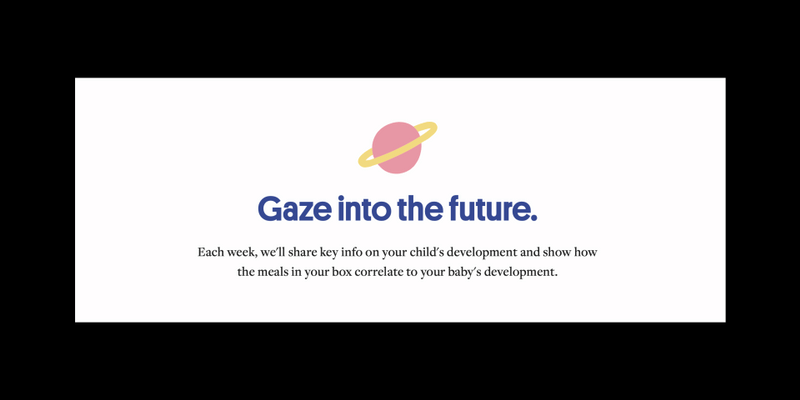 Gaze into the future.
Each week, we'll share key info on your child's development and show how
the meals in your box correlate to your baby's development.